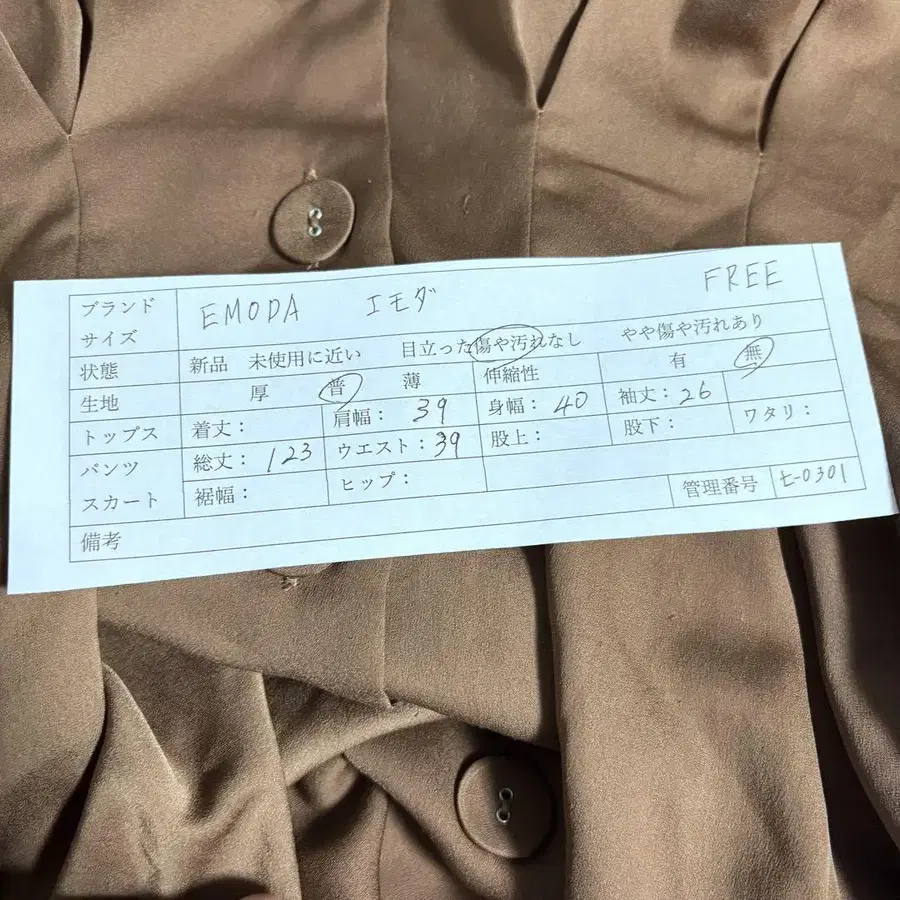 ブランド EMODA エモダ FREE
サイズ
状態 新品 未使用に近い 目立った傷や汚れなし やや傷や汚れあり
生地 厚 普 薄 伸縮性 有 無
トップス 着丈: 肩幅: 39 身幅: 40 袖丈: 26
パンツ 総丈: 123 ウエスト: 39 股上: 股下: ワタリ:
スカート 裾幅: ヒップ: 管理番号 セ-0301
備考